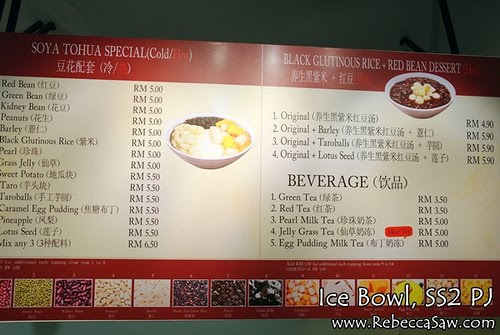 SOYA TOHUA SPECIAL(Cold/Hot)
豆花配套 (冷/热)
Red Bean (红豆) RM 5.00
Green Bean (绿豆) RM 5.00
Kidney Bean (花豆) RM 5.00
Peanuts (花生) RM 5.00
Barley (薏仁) RM 5.00
Black Glutinous Rice (紫米) RM 5.00
Pearl (珍珠) RM 5.00
Grass Jelly (仙草) RM 5.00
Sweet Potato (地瓜块) RM 5.00
Taro (芋头块) RM 5.00
Taroballs (手工芋圆) RM 5.00
Caramel Egg Pudding (焦糖布丁) RM 5.00
Pineapple (凤梨) RM 5.00
Lotus Seed (莲子) RM 5.00
Mix any 3 (3种配料) RM 6.50
BLACK GLUTINOUS RICE + RED BEAN DESSERT (Hot)
养生黑紫米 + 红豆
1. Original (养生黑紫米红豆汤) RM 4.90
2. Original + Barley (养生黑紫米红豆汤 + 薏仁) RM 5.90
3. Original + Taroballs (养生黑紫米红豆汤 + 芋圆) RM 5.90
4. Original + Lotus Seed (养生黑紫米红豆汤 + 莲子) RM 5.90
BEVERAGE (饮品)
1. Green Tea (绿茶) RM 3.50
2. Red Tea (红茶) RM 3.50
3. Pearl Milk Tea (珍珠奶茶) RM 5.00
4. Jelly Grass Tea (仙草奶冻) RM 5.00
5. Egg Pudding Milk Tea (布丁奶冻) RM 5.00
Ice Bowl, SS2 PJ
www.RebeccaSaw.com